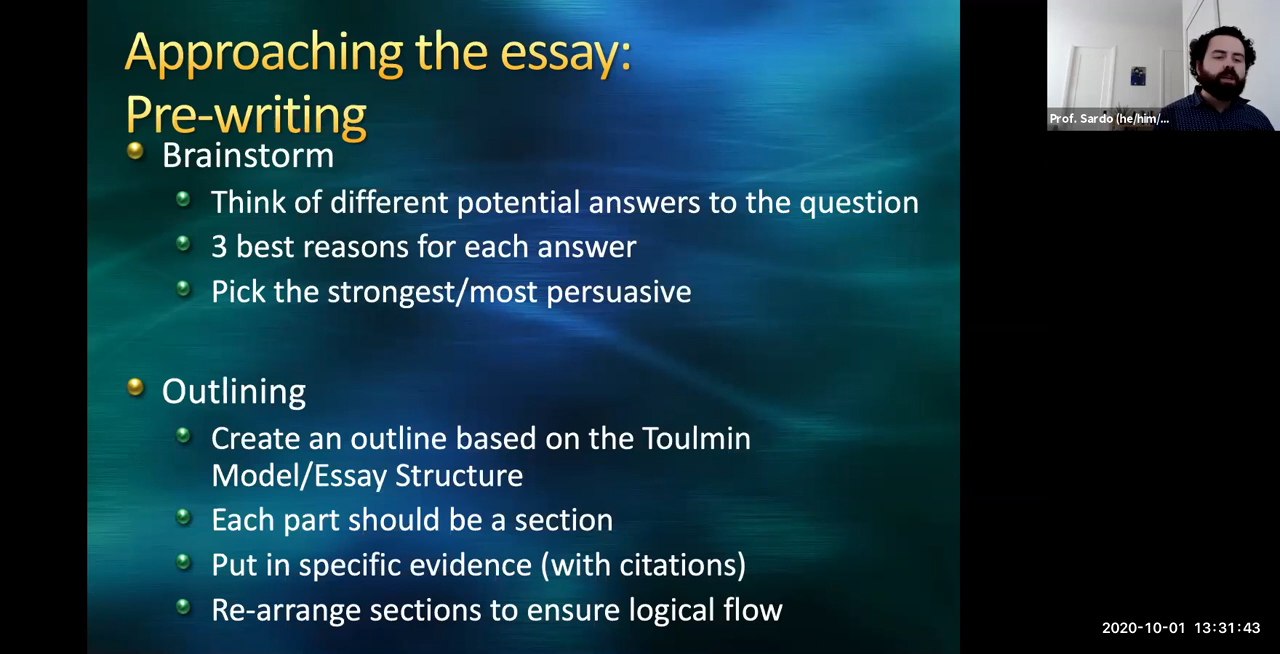 Approaching the essay:
Pre-writing
Brainstorm
Think of different potential answers to the question
3 best reasons for each answer
Pick the strongest/most persuasive
Outlining
Create an outline based on the Toulmin
Model/Essay Structure
Each part should be a section
Put in specific evidence (with citations)
Re-arrange sections to ensure logical flow
Prof. Sardo (he/him/...
2020-10-01 13:31:43